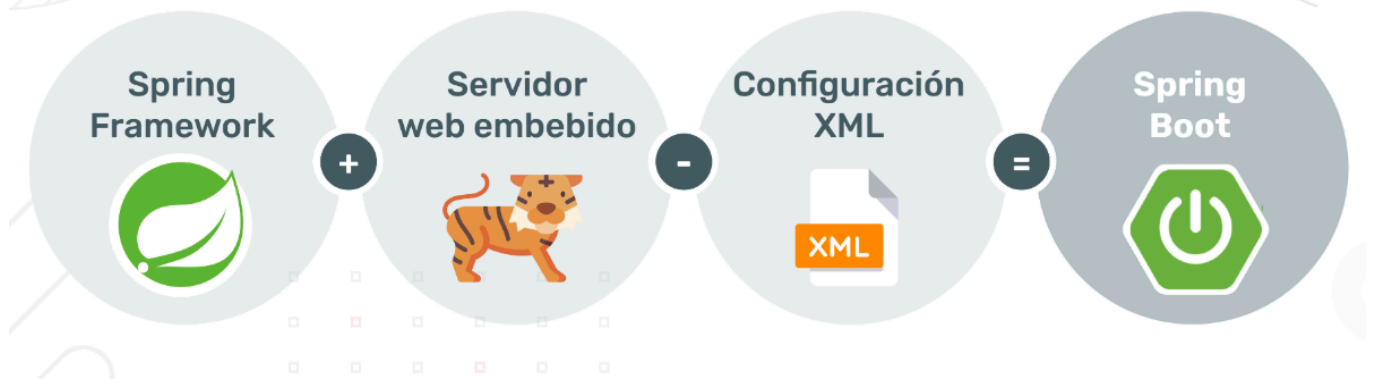 Spring
Framework
+
Servidor
web embebido
-
Configuración
XML
XML
=
Spring
Boot